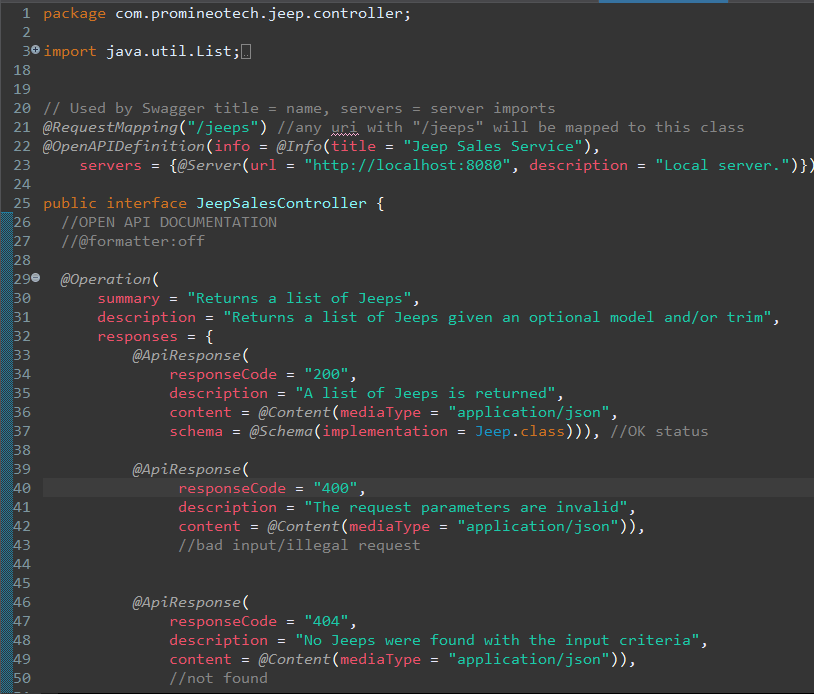 1 package com.promineotech.jeep.controller;
2
3 import java.util.List;
18
19
20 // Used by Swagger title = name, servers = server imports
21 @RequestMapping("/jeeps") //any uri with "/jeeps" will be mapped to this class
22 @OpenAPIDefinition(info = @Info(title = "Jeep Sales Service"),
23     servers = {@Server(url = "http://localhost:8080", description = "Local server.")})
24
25 public interface JeepSalesController {
26   //OPEN API DOCUMENTATION
27   //@formatter:off
28
29   @Operation(
30       summary = "Returns a list of Jeeps",
31       description = "Returns a list of Jeeps given an optional model and/or trim",
32       responses = {
33           @ApiResponse(
34               responseCode = "200",
35               description = "A list of Jeeps is returned",
36               content = @Content(mediaType = "application/json",
37               schema = @Schema(implementation = Jeep.class))), //OK status
38
39           @ApiResponse(
40                responseCode = "400",
41                description = "The request parameters are invalid",
42                content = @Content(mediaType = "application/json")),
43                //bad input/illegal request
44
45
46           @ApiResponse(
47               responseCode = "404",
48               description = "No Jeeps were found with the input criteria",
49               content = @Content(mediaType = "application/json")),
50               //not found